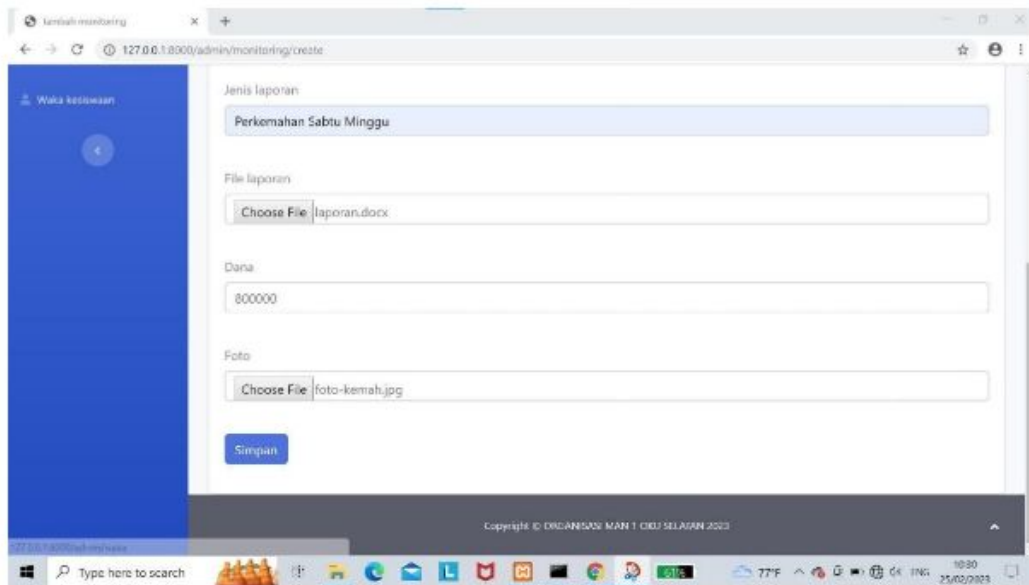 tambah monitoring
127.0.0.1:8000/admin/monitoring/create
Waka kesiswaan
Jenis laporan
Perkemahan Sabtu Minggu
File laporan
Choose File laporan.docx
Dana
800000
Foto
Choose File foto-kemah.jpg
Simpan
Copyright © ORGANISASI MAN 1 OKU SELATAN 2023
Type here to search
61%
77°F
ING
10:30
25/02/2023